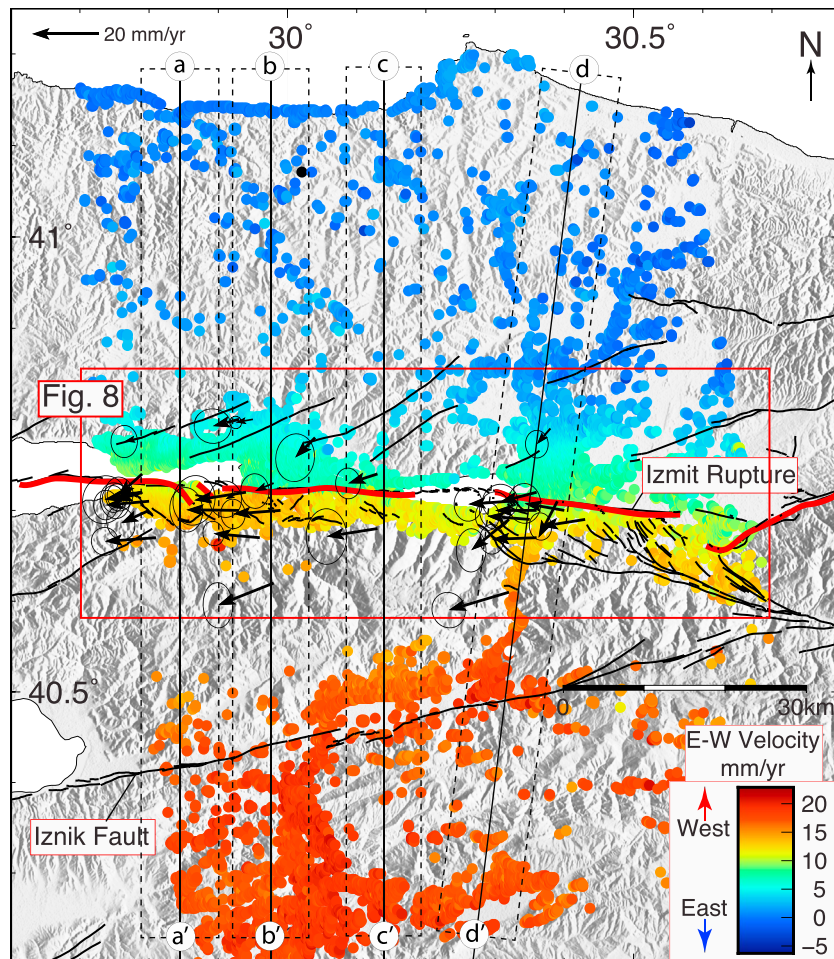 20 mm/yr
30°
30.5°
N
a
b
c
d
41°
Fig. 8
Izmit Rupture
40.5°
0
30km
E-W Velocity
mm/yr
West
East
20
15
10
5
0
−5
Iznik Fault
a′
b′
c′
d′